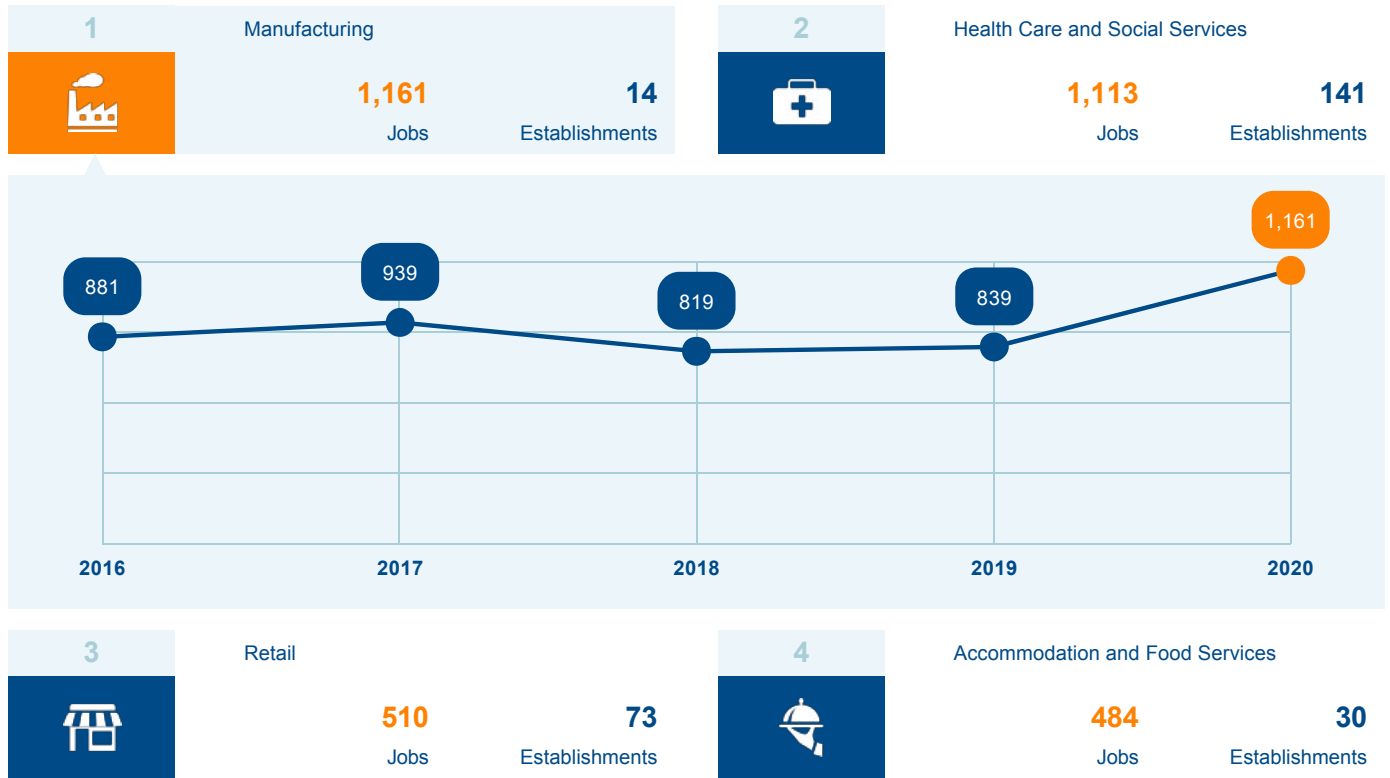 1
Manufacturing
1,161
14
Jobs
Establishments
2
Health Care and Social Services
1,113
141
Jobs
Establishments
881
939
819
839
1,161
2016
2017
2018
2019
2020
3
Retail
510
73
Jobs
Establishments
4
Accommodation and Food Services
484
30
Jobs
Establishments